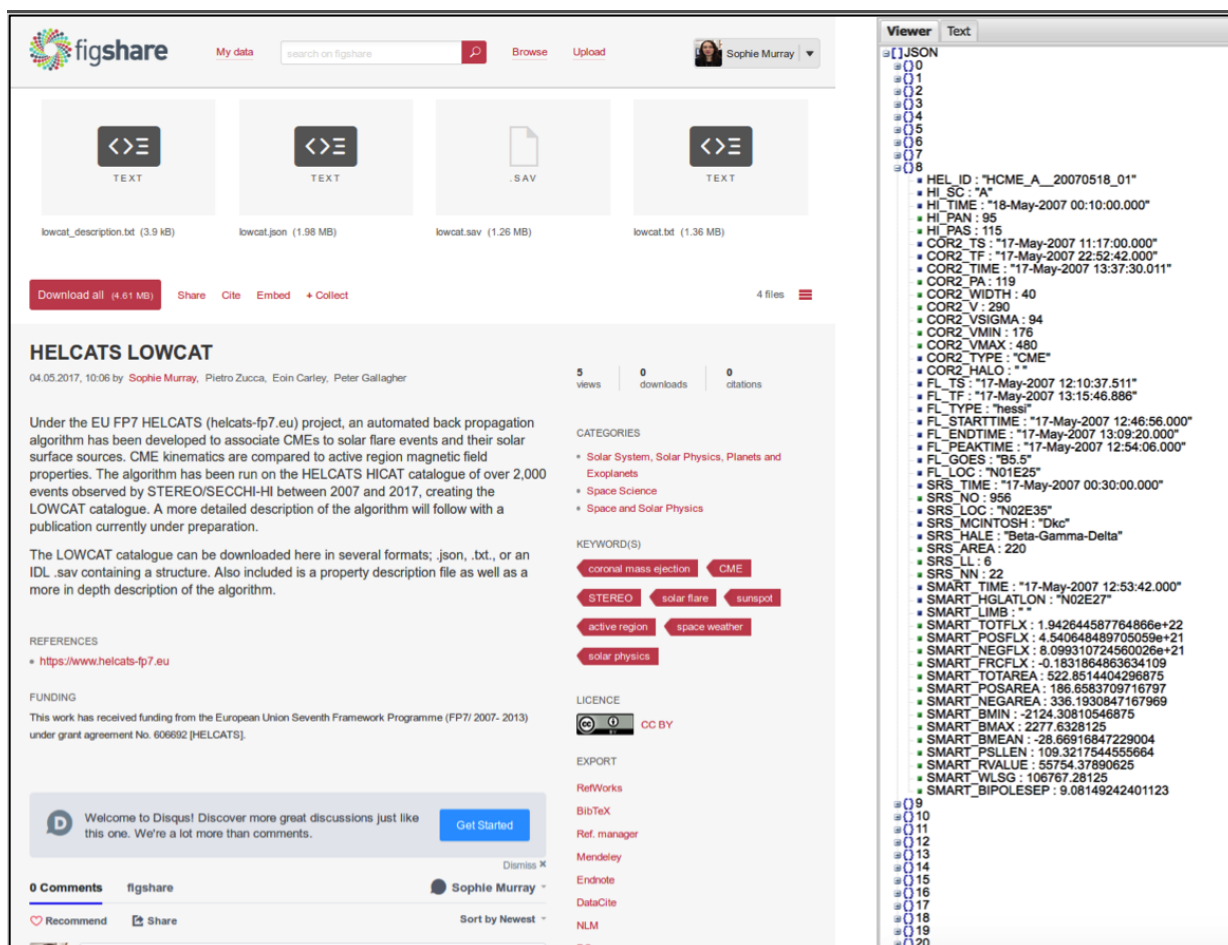 figshare
My data
search on figshare
Browse
Upload
Sophie Murray
TEXT
TEXT
.SAV
TEXT
lowcat_description.txt (3.9 kB)
lowcat.json (1.98 MB)
lowcat.sav (1.26 MB)
lowcat.txt (1.36 MB)
Download all (4.61 MB)
Share
Cite
Embed
+ Collect
4 files
HELCATS LOWCAT
04.05.2017, 10:06 by Sophie Murray, Pietro Zucca, Eoin Carley, Peter Gallagher
Under the EU FP7 HELCATS (helcats-fp7.eu) project, an automated back propagation
algorithm has been developed to associate CMEs to solar flare events and their solar
surface sources. CME kinematics are compared to active region magnetic field
properties. The algorithm has been run on the HELCATS HICAT catalogue of over 2,000
events observed by STEREO/SECCHI-HI between 2007 and 2017, creating the
LOWCAT catalogue. A more detailed description of the algorithm will follow with a
publication currently under preparation.
The LOWCAT catalogue can be downloaded here in several formats; .json, .txt., or an
IDL .sav containing a structure. Also included is a property description file as well as a
more in depth description of the algorithm.
REFERENCES
https://www.helcats-fp7.eu
FUNDING
This work has received funding from the European Union Seventh Framework Programme (FP7/ 2007- 2013)
under grant agreement No. 606692 [HELCATS].
Welcome to Disqus! Discover more great discussions just like
this one. We're a lot more than comments.
Get Started
Dismiss ×
0 Comments
figshare
Sophie Murray
Recommend
Share
Sort by Newest
5
views
0
downloads
0
citations
CATEGORIES
Solar System, Solar Physics, Planets and
Exoplanets
Space Science
Space and Solar Physics
KEYWORD(S)
coronal mass ejection
CME
STEREO
solar flare
sunspot
active region
space weather
solar physics
LICENCE
cc
BY
CC BY
EXPORT
RefWorks
BibTeX
Ref. manager
Mendeley
Endnote
DataCite
NLM
Viewer
Text
[ ]JSON
{}0
{}1
{}2
{}3
{}4
{}5
{}6
{}7
{}8
HEL_ID : "HCME_A__20070518_01"
HI_SC : "A"
HI_TIME : "18-May-2007 00:10:00.000"
HI_PAN : 95
HI_PAS : 115
COR2_TS : "17-May-2007 11:17:00.000"
COR2_TF : "17-May-2007 22:52:42.000"
COR2_TIME : "17-May-2007 13:37:30.011"
COR2_PA : 119
COR2_WIDTH : 40
COR2_V : 290
COR2_VSIGMA : 94
COR2_VMIN : 176
COR2_VMAX : 480
COR2_TYPE : "CME"
COR2_HALO : " "
FL_TS : "17-May-2007 12:10:37.511"
FL_TF : "17-May-2007 13:15:46.886"
FL_TYPE : "hessi"
FL_STARTTIME : "17-May-2007 12:46:56.000"
FL_ENDTIME : "17-May-2007 13:09:20.000"
FL_PEAKTIME : "17-May-2007 12:54:06.000"
FL_GOES : "B5.5"
FL_LOC : "N01E25"
SRS_TIME : "17-May-2007 00:30:00.000"
SRS_NO : 956
SRS_LOC : "N02E35"
SRS_MCINTOSH : "Dkc"
SRS_HALE : "Beta-Gamma-Delta"
SRS_AREA : 220
SRS_LL : 6
SRS_NN : 22
SMART_TIME : "17-May-2007 12:53:42.000"
SMART_HGLATLON : "N02E27"
SMART_LIMB : " "
SMART_TOTFLX : 1.942644587764866e+22
SMART_POSFLX : 4.540648489705059e+21
SMART_NEGFLX : 8.099310724560026e+21
SMART_FRCFLX : -0.1831864863634109
SMART_TOTAREA : 522.8514404296875
SMART_POSAREA : 186.6583709716797
SMART_NEGAREA : 336.1930847167969
SMART_BMIN : -2124.30810546875
SMART_BMAX : 2277.6328125
SMART_BMEAN : -28.66916847229004
SMART_PSLLEN : 109.3217544555664
SMART_RVALUE : 55754.37890625
SMART_WLSG : 106767.28125
SMART_BIPOLESEP : 9.08149242401123
{}9
{}10
{}11
{}12
{}13
{}14
{}15
{}16
{}17
{}18
{}19
{}20